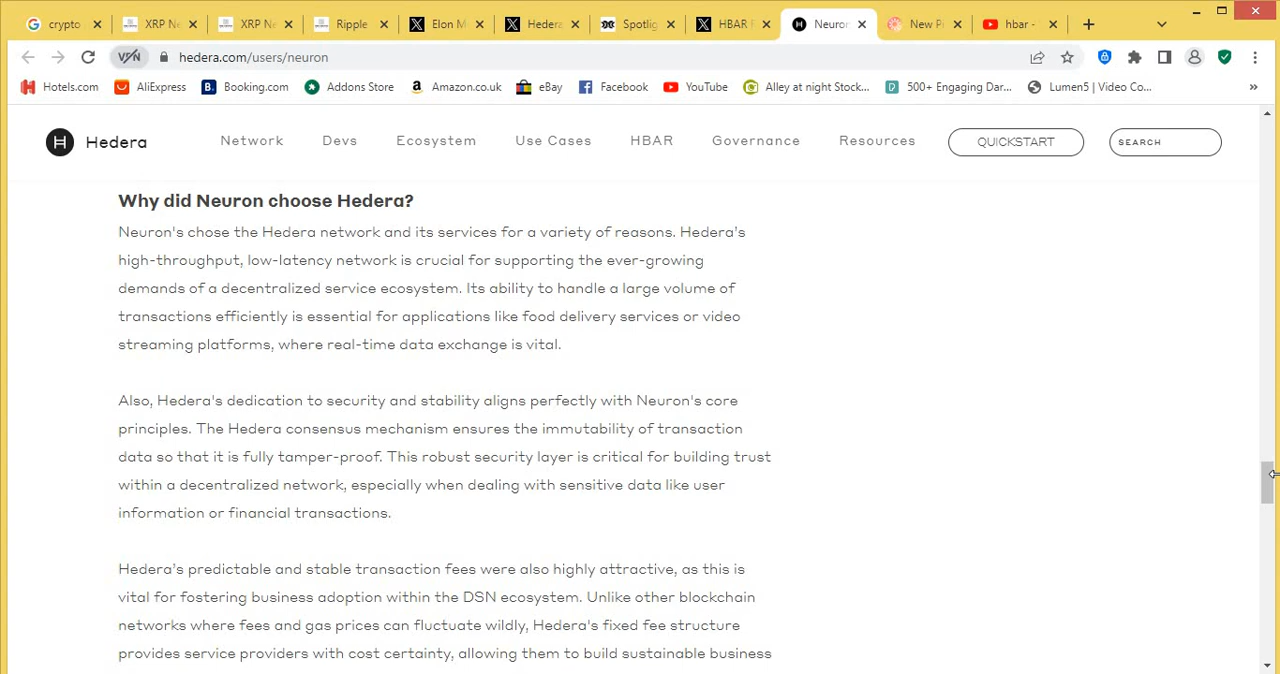 crypto
XRP Ne
XRP Ne
Ripple
Elon M
Hedera
Spotlig
HBAR F
Neuron
New Pi
hbar -
VPN
hedera.com/users/neuron
Hotels.com
AliExpress
B. Booking.com
Addons Store
a Amazon.co.uk
eBay
Facebook
YouTube
Alley at night Stock...
500+ Engaging Dar...
Lumen5 | Video Co...
»
H Hedera
Network
Devs
Ecosystem
Use Cases
HBAR
Governance
Resources
QUICKSTART
SEARCH
Why did Neuron choose Hedera?
Neuron's chose the Hedera network and its services for a variety of reasons. Hedera's
high-throughput, low-latency network is crucial for supporting the ever-growing
demands of a decentralized service ecosystem. Its ability to handle a large volume of
transactions efficiently is essential for applications like food delivery services or video
streaming platforms, where real-time data exchange is vital.
Also, Hedera's dedication to security and stability aligns perfectly with Neuron's core
principles. The Hedera consensus mechanism ensures the immutability of transaction
data so that it is fully tamper-proof. This robust security layer is critical for building trust
within a decentralized network, especially when dealing with sensitive data like user
information or financial transactions.
Hedera's predictable and stable transaction fees were also highly attractive, as this is
vital for fostering business adoption within the DSN ecosystem. Unlike other blockchain
networks where fees and gas prices can fluctuate wildly, Hedera's fixed fee structure
provides service providers with cost certainty, allowing them to build sustainable business